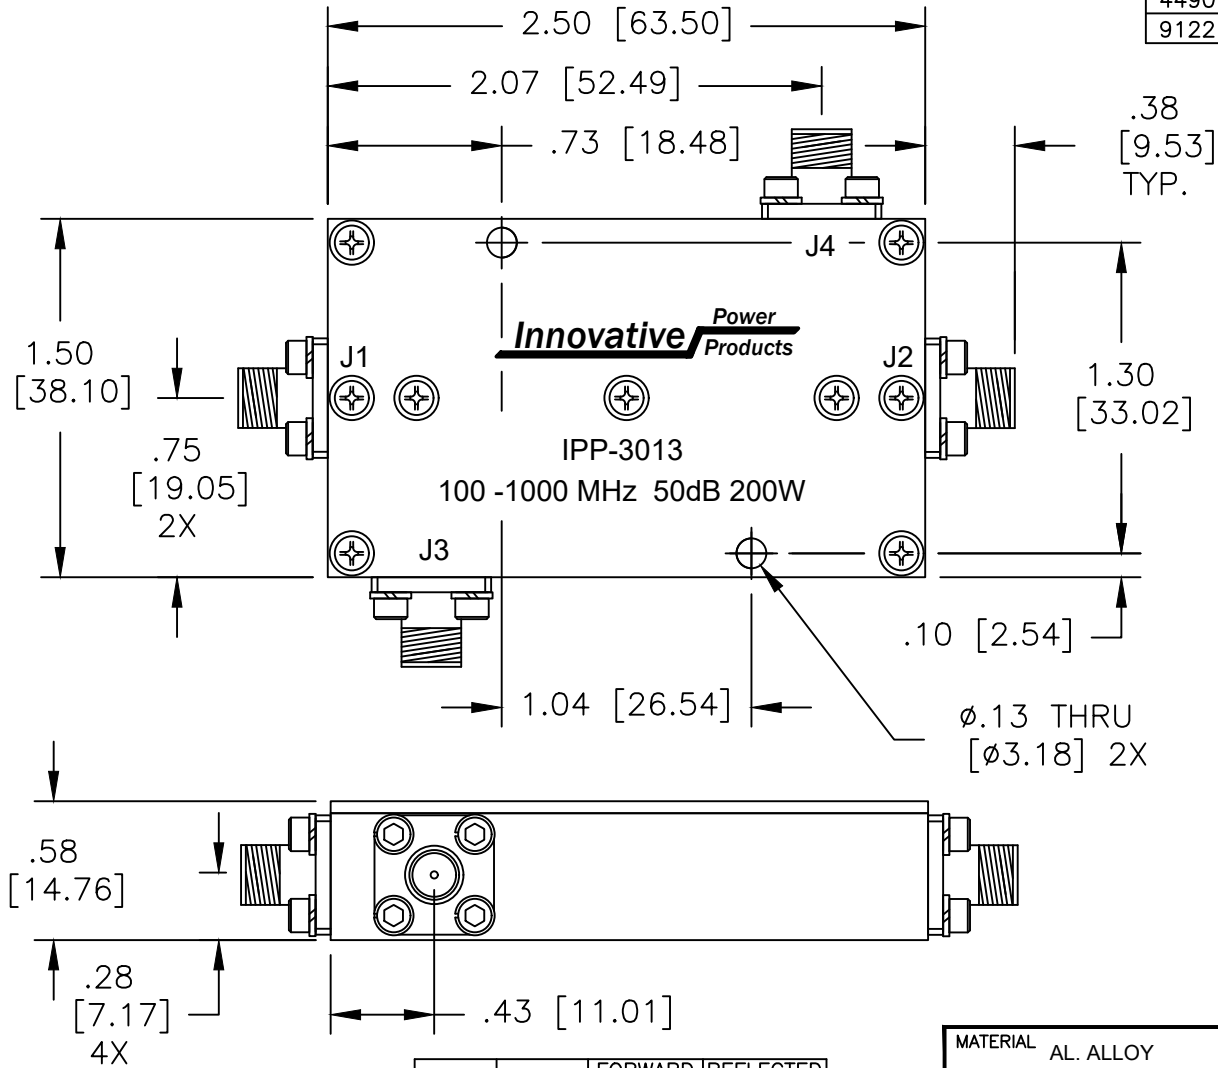 2.50 [63.50]
4490
9122
2.07 [52.49]
.73 [18.48]
.38
[9.53]
TYP.
J4
Innovative Power
Products
1.50
[38.10]
J1
J2
1.30
[33.02]
.75
[19.05]
2X
IPP-3013
100 -1000 MHz 50dB 200W
J3
.10 [2.54]
1.04 [26.54]
ø.13 THRU
[ø3.18] 2X
.58
[14.76]
.28
[7.17]
4X
.43 [11.01]
MATERIAL AL. ALLOY
FORWARD REFLECTED